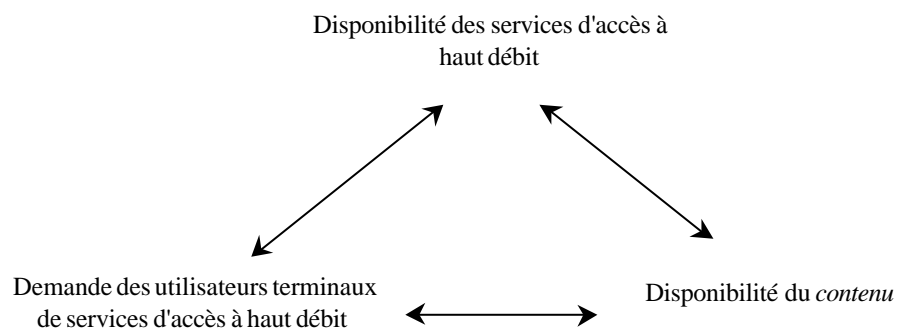 Disponibilité des services d'accès à
haut débit
Demande des utilisateurs terminaux
de services d'accès à haut débit
Disponibilité du contenu